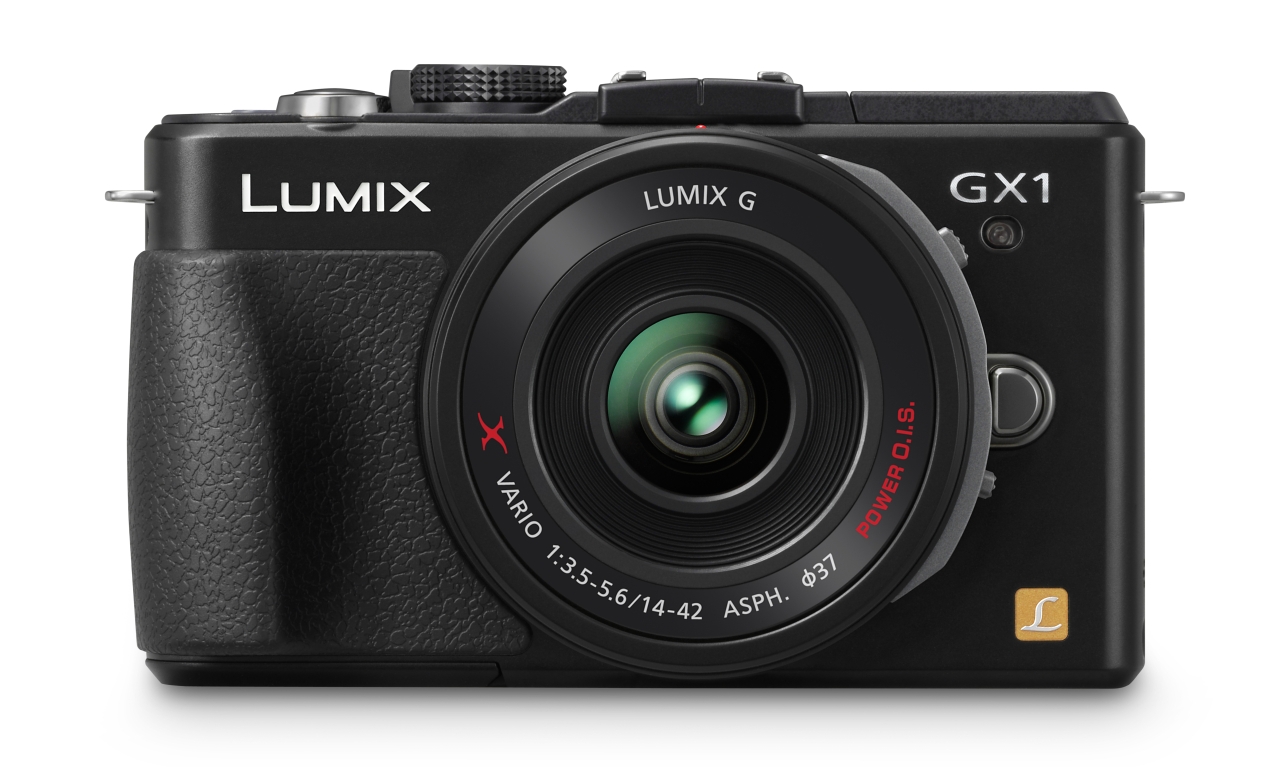 LUMIX
GX1
LUMIX G
X VARIO 1:3.5-5.6/14-42 ASPH. ϕ37
POWER O.I.S.
L